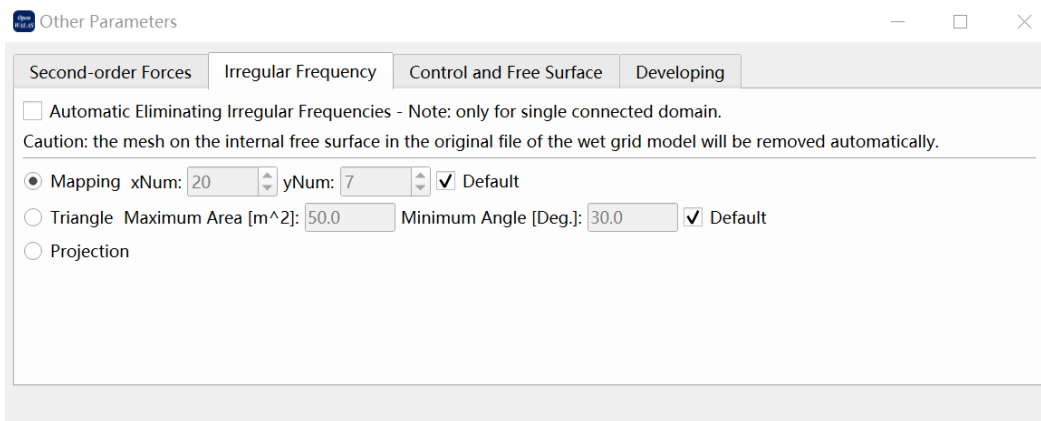 Open
WALAS
Other Parameters
Second-order Forces Irregular Frequency Control and Free Surface Developing
Automatic Eliminating Irregular Frequencies - Note: only for single connected domain.
Caution: the mesh on the internal free surface in the original file of the wet grid model will be removed automatically.
Mapping xNum: 20 yNum: 7 Default
Triangle Maximum Area [m^2]: 50.0 Minimum Angle [Deg.]: 30.0 Default
Projection